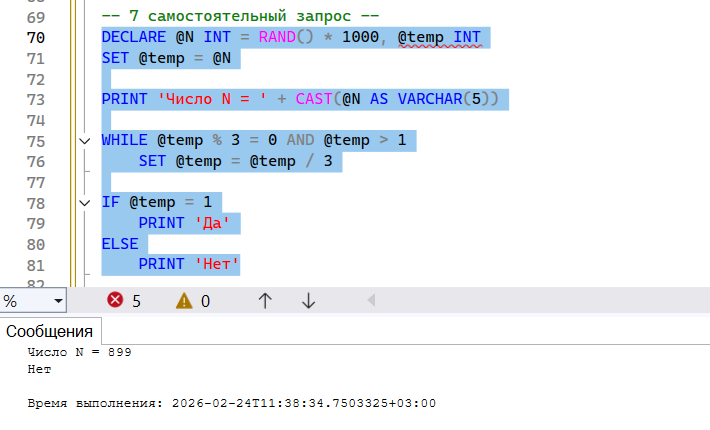 69 -- 7 самостоятельный запрос --
70 DECLARE @N INT = RAND() * 1000, @temp INT
71 SET @temp = @N
72
73 PRINT 'Число N = ' + CAST(@N AS VARCHAR(5))
74
75 WHILE @temp % 3 = 0 AND @temp > 1
76 SET @temp = @temp / 3
77
78 IF @temp = 1
79 PRINT 'Да'
80 ELSE
81 PRINT 'Нет'
82
% 5 0
Сообщения
Число N = 899
Нет
Время выполнения: 2026-02-24T11:38:34.7503325+03:00